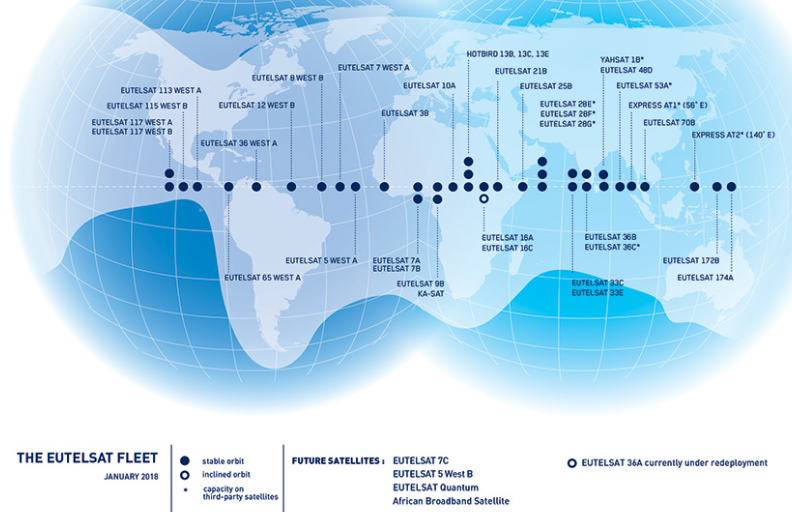 HOTBIRD 13B, 13C, 13E
YAHSAT 1B*
EUTELSAT 48D
EUTELSAT 7 WEST A
EUTELSAT 8 WEST B
EUTELSAT 21B
EUTELSAT 113 WEST A
EUTELSAT 10A
EUTELSAT 25B
EUTELSAT 53A*
EUTELSAT 115 WEST B
EUTELSAT 12 WEST B
EUTELSAT 28E*
EUTELSAT 28F*
EUTELSAT 28G*
EXPRESS AT1* (56° E)
EUTELSAT 3B
EUTELSAT 117 WEST A
EUTELSAT 117 WEST B
EUTELSAT 70B
EXPRESS AT2* (140° E)
EUTELSAT 36 WEST A
EUTELSAT 16A
EUTELSAT 16C
EUTELSAT 36B
EUTELSAT 36C*
EUTELSAT 5 WEST A
EUTELSAT 7A
EUTELSAT 7B
EUTELSAT 172B
EUTELSAT 65 WEST A
EUTELSAT 174A
EUTELSAT 9B
KA-SAT
EUTELSAT 33C
EUTELSAT 33E
THE EUTELSAT FLEET
JANUARY 2018
stable orbit
inclined orbit
* capacity on
third-party satellites
FUTURE SATELLITES :
EUTELSAT 7C
EUTELSAT 5 West B
EUTELSAT Quantum
African Broadband Satellite
EUTELSAT 36A currently under redeployment